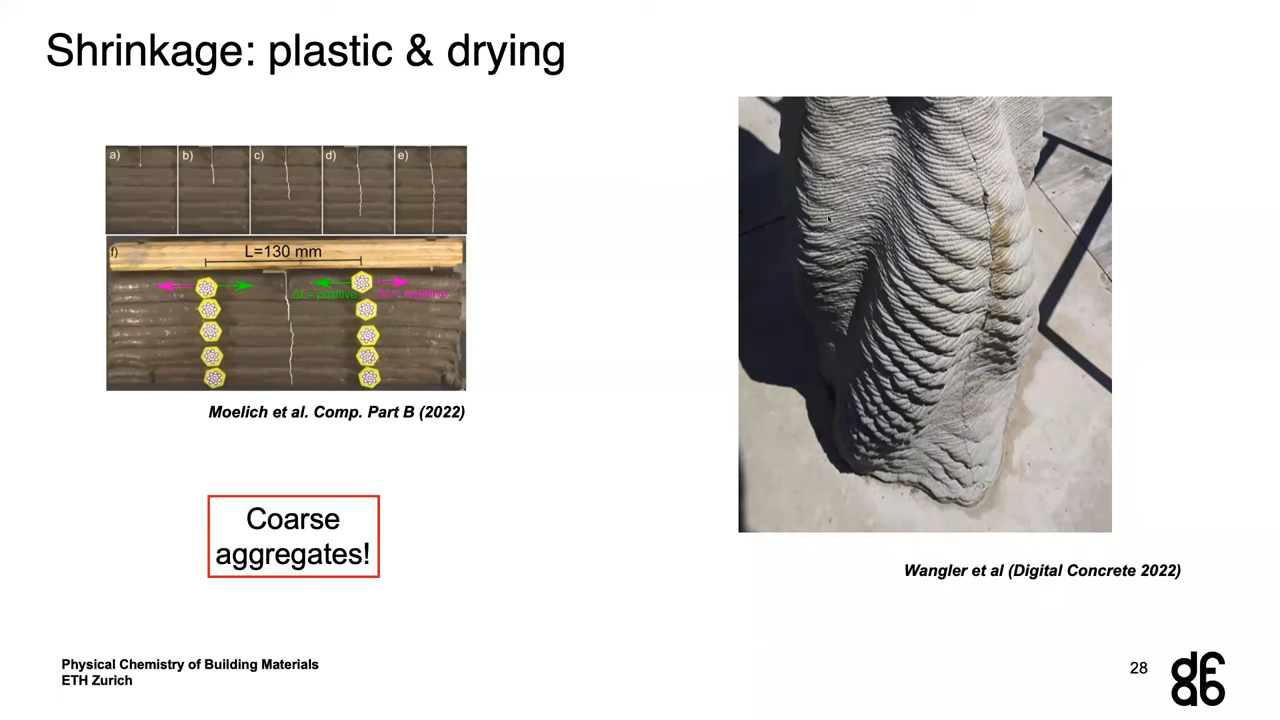 Shrinkage: plastic & drying
a)
b)
c)
d)
e)
f)
L=130 mm
ΔL= positive
Moelich et al. Comp. Part B (2022)
Coarse
aggregates!
Wangler et al (Digital Concrete 2022)
Physical Chemistry of Building Materials
ETH Zurich
28